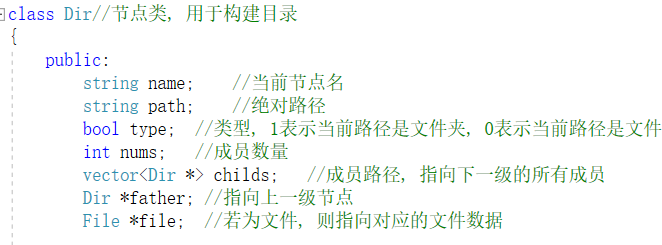 class Dir//节点类, 用于构建目录
{
public:
string name; //当前节点名
string path; //绝对路径
bool type; //类型, 1表示当前路径是文件夹, 0表示当前路径是文件
int nums; //成员数量
vector<Dir *> childs; //成员路径, 指向下一级的所有成员
Dir *father; //指向上一级节点
File *file; //若为文件, 则指向对应的文件数据